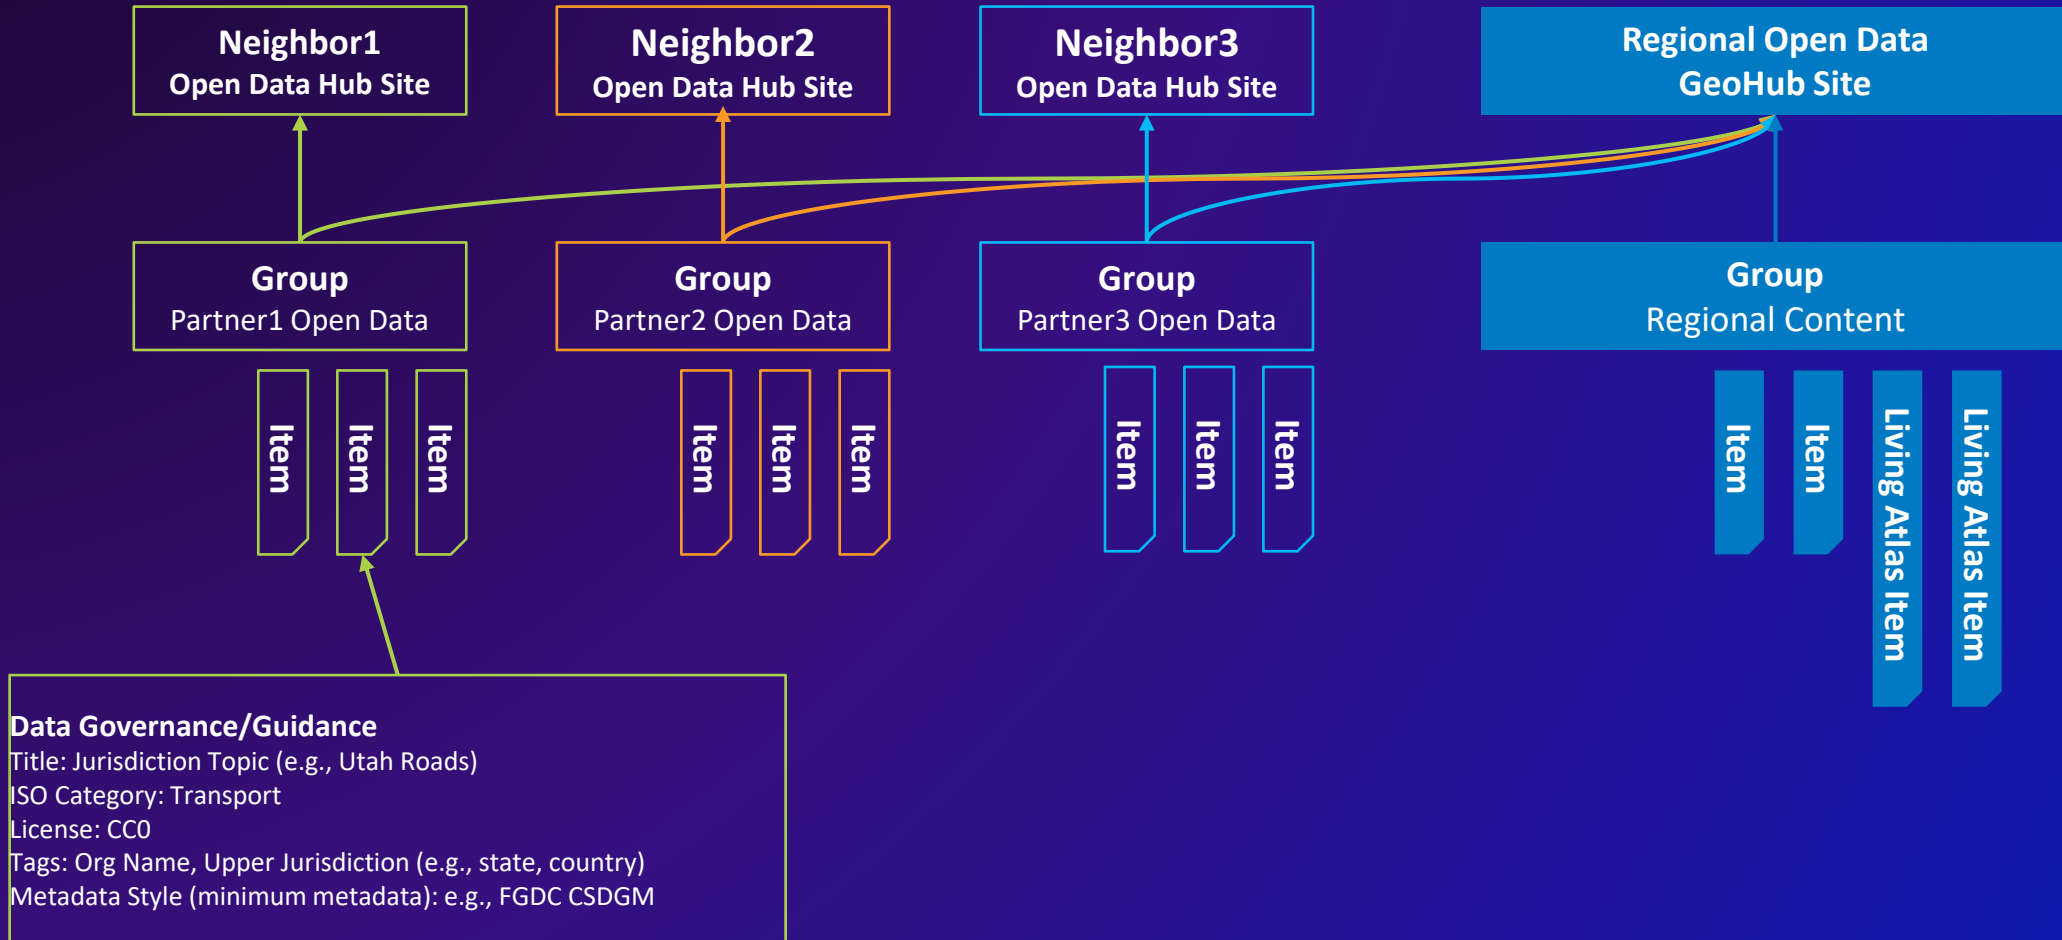 Neighbor1
Open Data Hub Site
Neighbor2
Open Data Hub Site
Neighbor3
Open Data Hub Site
Regional Open Data
GeoHub Site
Group
Partner1 Open Data
Group
Partner2 Open Data
Group
Partner3 Open Data
Group
Regional Content
Item
Item
Item
Item
Item
Item
Item
Item
Item
Item
Item
Living Atlas Item
Living Atlas Item
Data Governance/Guidance
Title: Jurisdiction Topic (e.g., Utah Roads)
ISO Category: Transport
License: CC0
Tags: Org Name, Upper Jurisdiction (e.g., state, country)
Metadata Style (minimum metadata): e.g., FGDC CSDGM